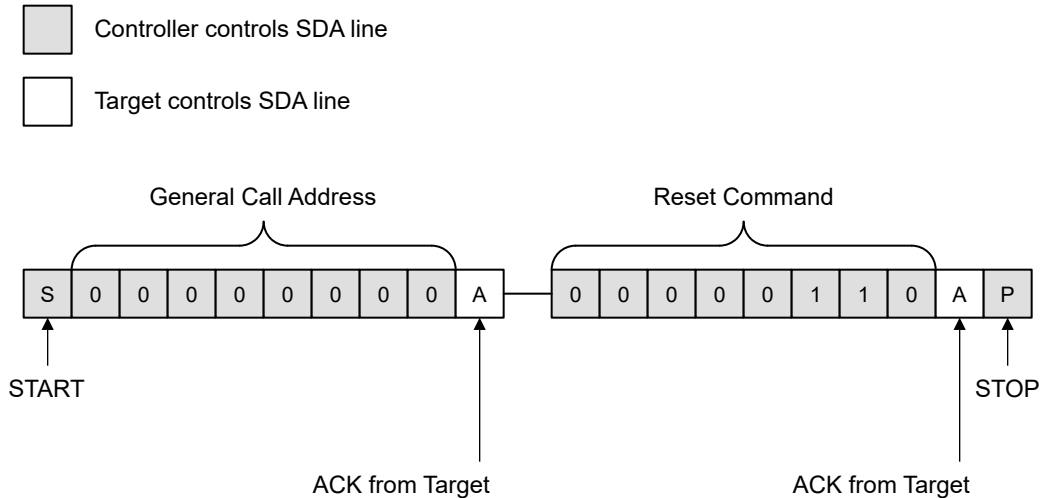 Controller controls SDA line
Target controls SDA line
General Call Address Reset Command
S 0 0 0 0 0 0 0 0 A 0 0 0 0 0 1 1 0 A P
START STOP
ACK from Target ACK from Target